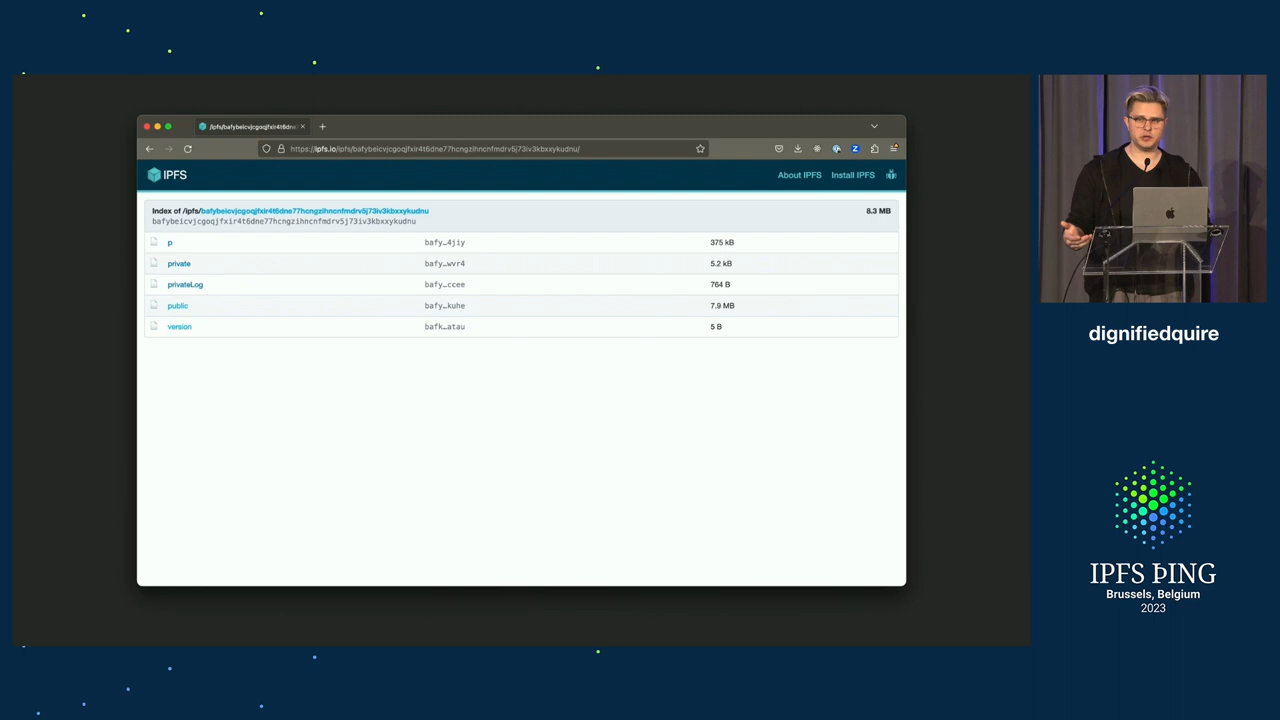 /ipfs/bafybeicvjcgoqjfxir4t6dne
https://ipfs.io/ipfs/bafybeicvjcgoqjfxir4t6dne77hcngzihncnfmdrv5j73iv3kbxxykudnu/
IPFS
About IPFS
Install IPFS
Index of /ipfs/bafybeicvjcgoqjfxir4t6dne77hcngzihncnfmdrv5j73iv3kbxxykudnu
8.3 MB
bafybeicvjcgoqjfxir4t6dne77hcngzihncnfmdrv5j73iv3kbxxykudnu
p bafy…4jiy 375 kB
private bafy…wvr4 5.2 kB
privateLog bafy…ccee 764 B
public bafy…kuhe 7.9 MB
version bafk…atau 5 B
dignifiedquire
IPFS ÞING
Brussels, Belgium
2023